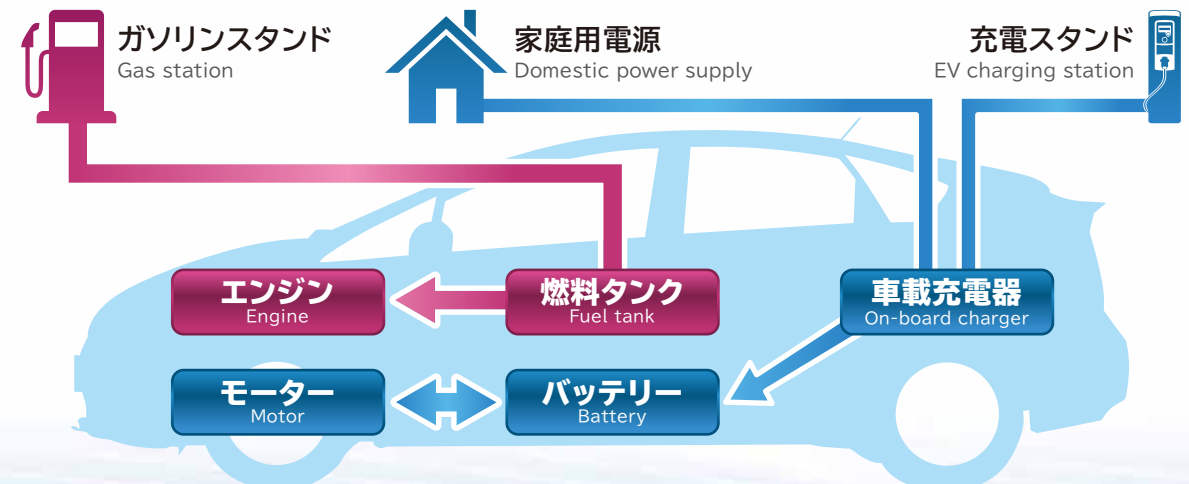 ガソリンスタンド
Gas station
家庭用電源
Domestic power supply
充電スタンド
EV charging station
エンジン
Engine
燃料タンク
Fuel tank
車載充電器
On-board charger
モーター
Motor
バッテリー
Battery